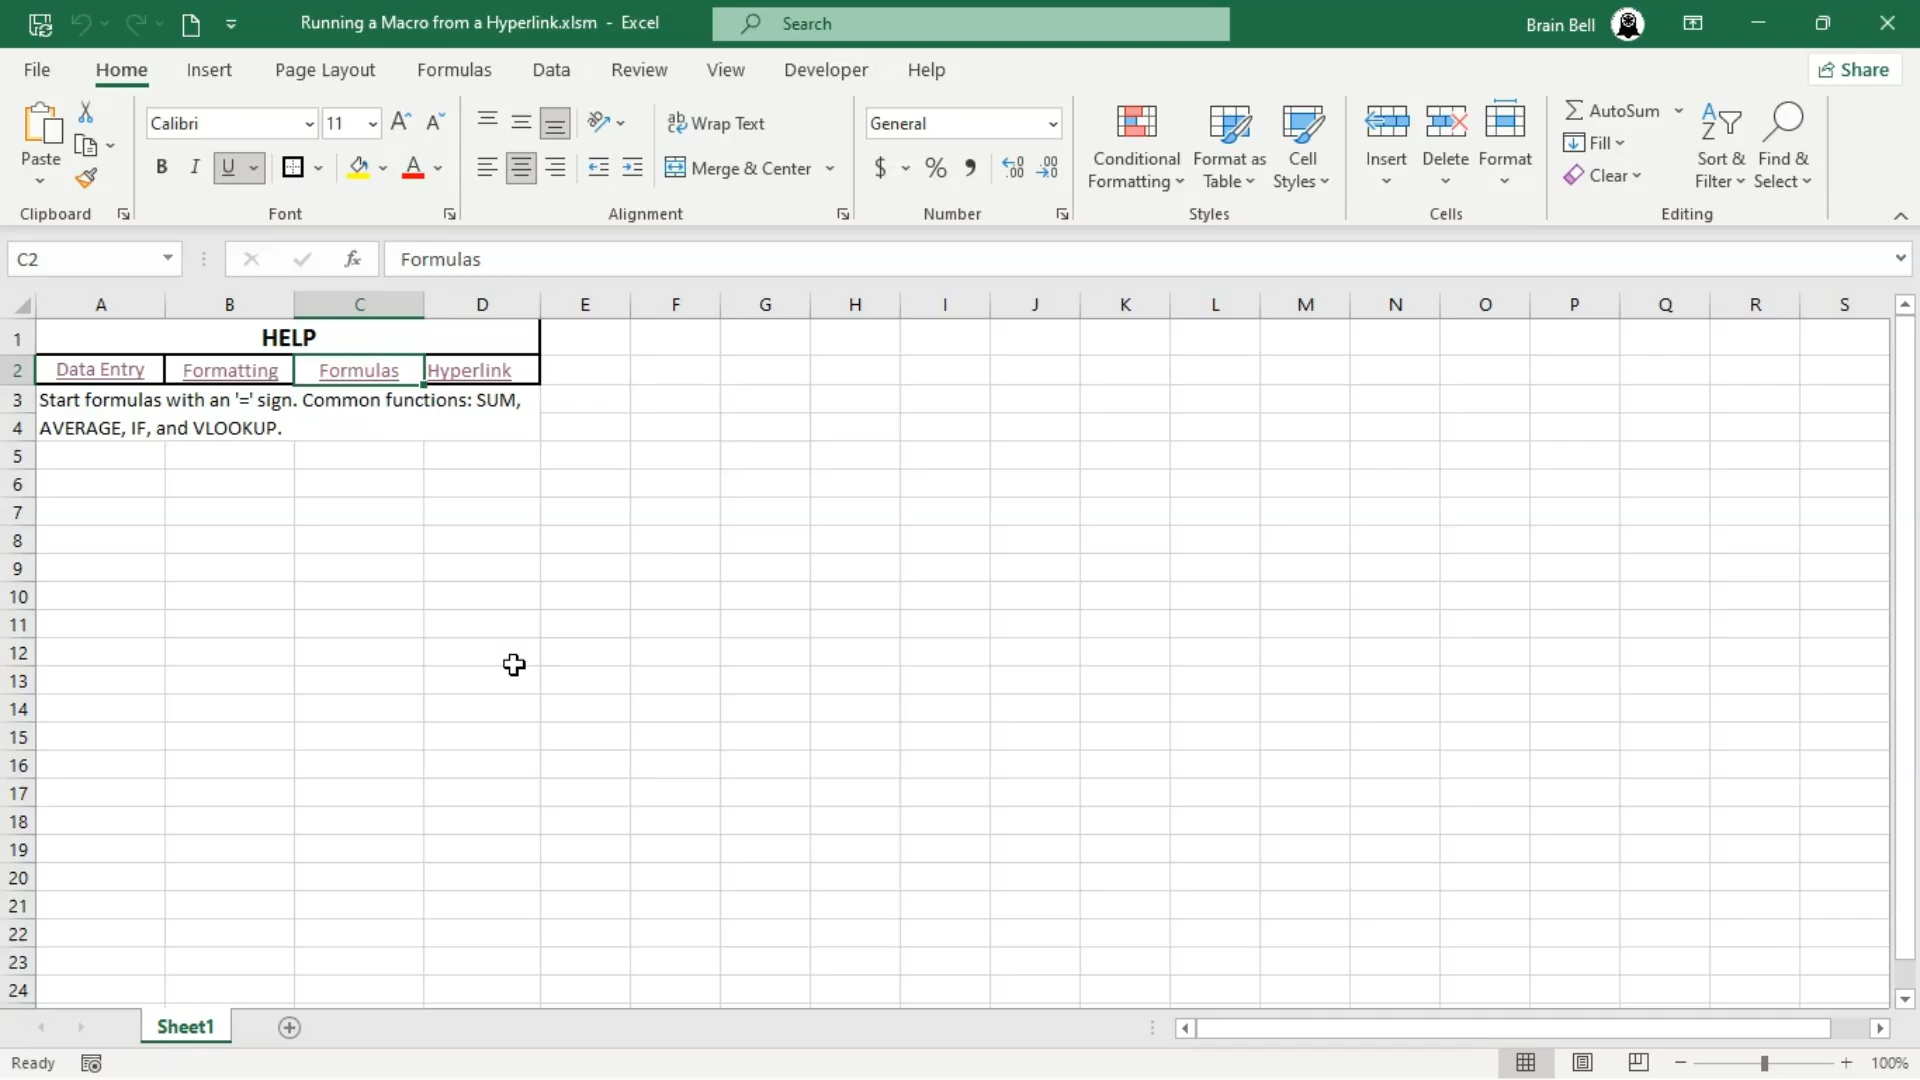 Running a Macro from a Hyperlink.xlsm - Excel
Search
Brain Bell
File Home Insert Page Layout Formulas Data Review View Developer Help
Share
Paste
Clipboard
Calibri 11
B I U
Font
Wrap Text
Merge & Center
Alignment
General
$ % ,
Number
Conditional Formatting
Format as Table
Cell Styles
Styles
Insert
Delete
Format
Cells
AutoSum
Fill
Clear
Sort & Filter
Find & Select
Editing
C2
fx
Formulas
A B C D E F G H I J K L M N O P Q R S
1 HELP
2 Data Entry Formatting Formulas Hyperlink
3 Start formulas with an '=' sign. Common functions: SUM,
4 AVERAGE, IF, and VLOOKUP.
5
6
7
8
9
10
11
12
13
14
15
16
17
18
19
20
21
22
23
24
Sheet1
Ready
100%